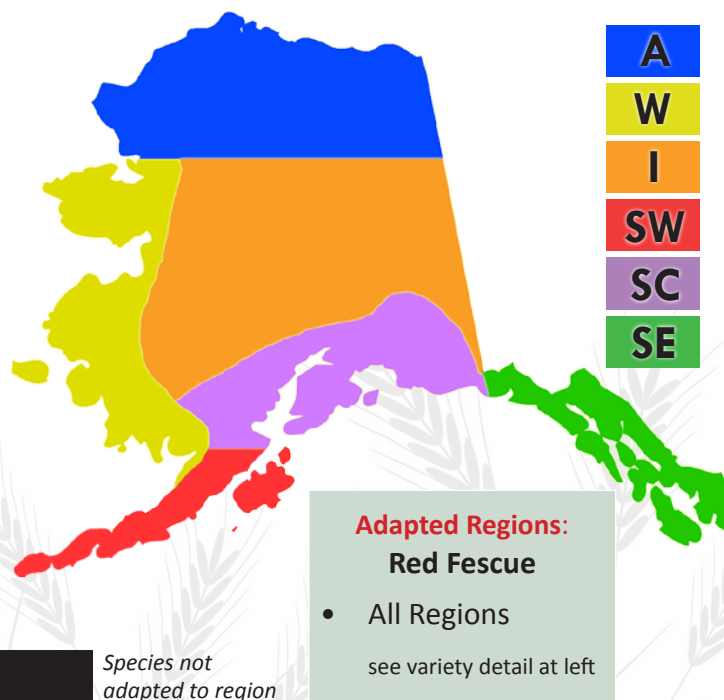 A
W
I
SW
SC
SE
Adapted Regions:
Red Fescue
• All Regions
see variety detail at left
Species not
adapted to region